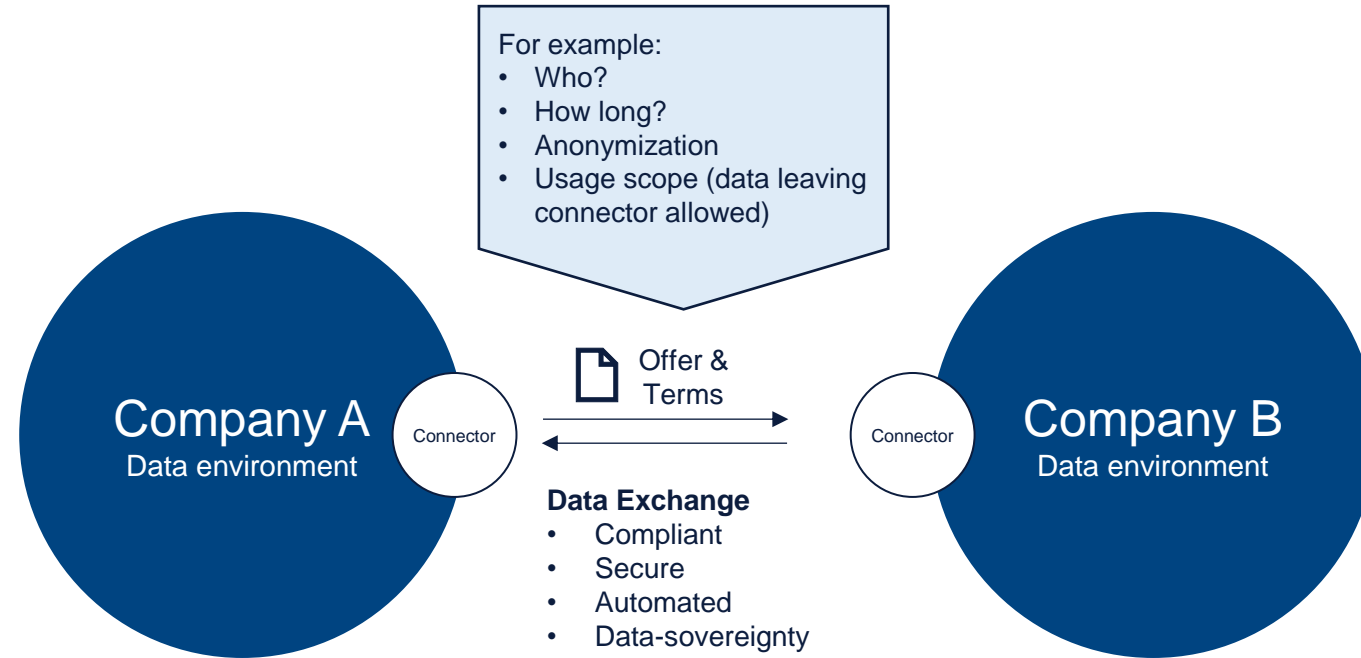 For example:
• Who?
• How long?
• Anonymization
• Usage scope (data leaving
connector allowed)
Offer &
Terms
Company A
Data environment
Connector
Connector
Company B
Data environment
Data Exchange
• Compliant
• Secure
• Automated
• Data-sovereignty